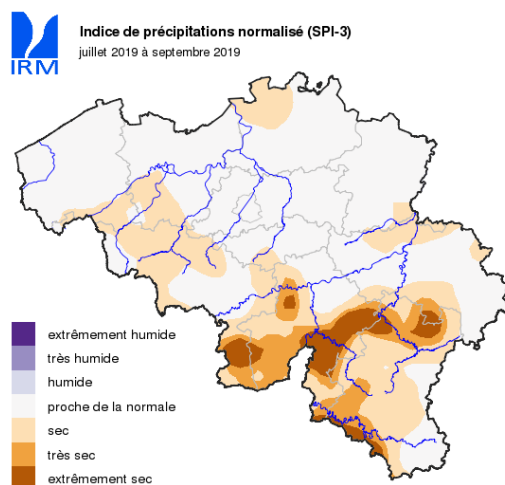 Indice de précipitations normalisé (SPI-3)
juillet 2019 à septembre 2019
IRM
extrêmement humide
très humide
humide
proche de la normale
sec
très sec
extrêmement sec